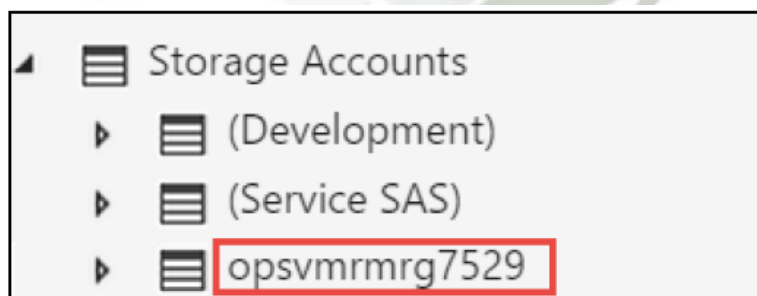 Storage Accounts
(Development)
(Service SAS)
opsvmrmrg7529